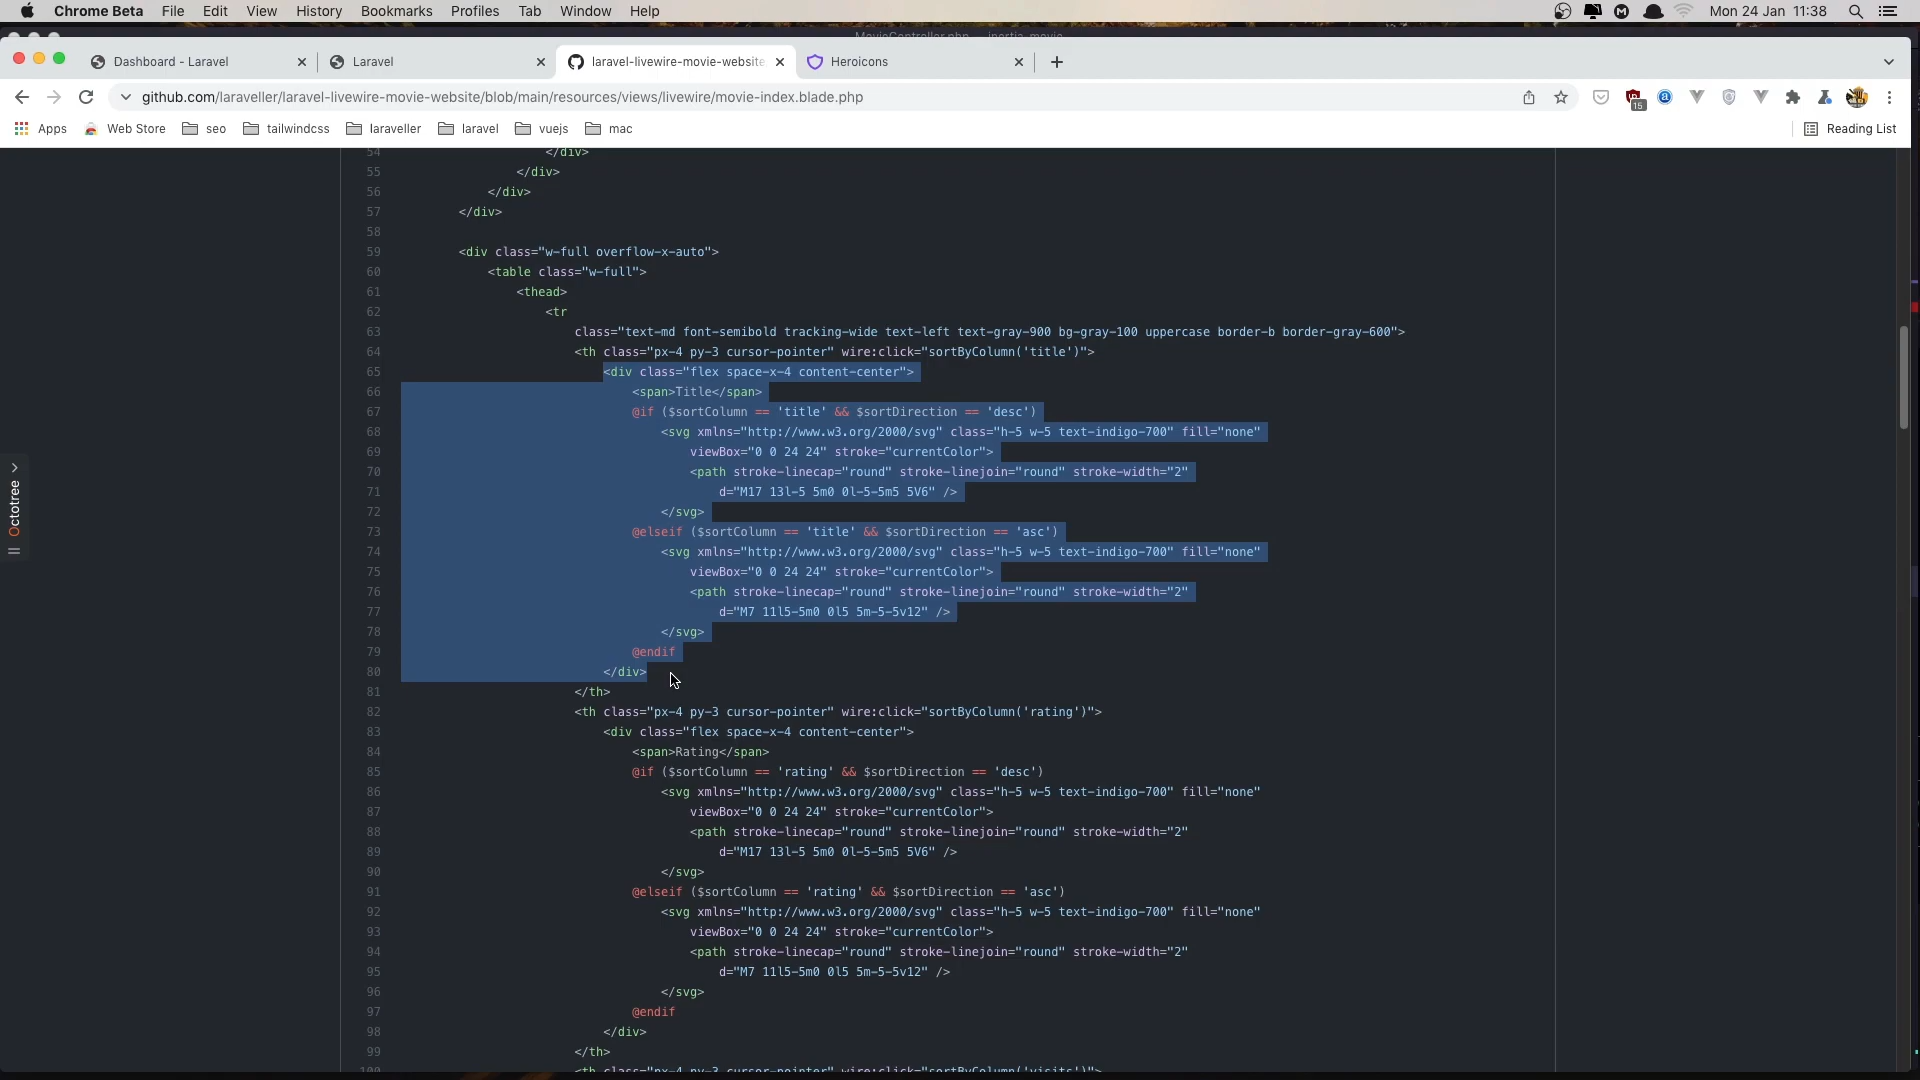 Chrome Beta File Edit View History Bookmarks Profiles Tab Window Help Mon 24 Jan 11:38
Dashboard - Laravel Laravel laravel-livewire-movie-website Heroicons
github.com/laraveller/laravel-livewire-movie-website/blob/main/resources/views/livewire/movie-index.blade.php 15
Apps Web Store seo tailwindcss laraveller laravel vuejs mac Reading List
Octotree
54 </div>
55 </div>
56 </div>
57 </div>
58
59 <div class="w-full overflow-x-auto">
60 <table class="w-full">
61 <thead>
62 <tr
63 class="text-md font-semibold tracking-wide text-left text-gray-900 bg-gray-100 uppercase border-b border-gray-600">
64 <th class="px-4 py-3 cursor-pointer" wire:click="sortByColumn('title')">
65 <div class="flex space-x-4 content-center">
66 <span>Title</span>
67 @if ($sortColumn == 'title' && $sortDirection == 'desc')
68 <svg xmlns="http://www.w3.org/2000/svg" class="h-5 w-5 text-indigo-700" fill="none"
69 viewBox="0 0 24 24" stroke="currentColor">
70 <path stroke-linecap="round" stroke-linejoin="round" stroke-width="2"
71 d="M17 13l-5 5m0 0l-5-5m5 5V6" />
72 </svg>
73 @elseif ($sortColumn == 'title' && $sortDirection == 'asc')
74 <svg xmlns="http://www.w3.org/2000/svg" class="h-5 w-5 text-indigo-700" fill="none"
75 viewBox="0 0 24 24" stroke="currentColor">
76 <path stroke-linecap="round" stroke-linejoin="round" stroke-width="2"
77 d="M7 11l5-5m0 0l5 5m-5-5v12" />
78 </svg>
79 @endif
80 </div>
81 </th>
82 <th class="px-4 py-3 cursor-pointer" wire:click="sortByColumn('rating')">
83 <div class="flex space-x-4 content-center">
84 <span>Rating</span>
85 @if ($sortColumn == 'rating' && $sortDirection == 'desc')
86 <svg xmlns="http://www.w3.org/2000/svg" class="h-5 w-5 text-indigo-700" fill="none"
87 viewBox="0 0 24 24" stroke="currentColor">
88 <path stroke-linecap="round" stroke-linejoin="round" stroke-width="2"
89 d="M17 13l-5 5m0 0l-5-5m5 5V6" />
90 </svg>
91 @elseif ($sortColumn == 'rating' && $sortDirection == 'asc')
92 <svg xmlns="http://www.w3.org/2000/svg" class="h-5 w-5 text-indigo-700" fill="none"
93 viewBox="0 0 24 24" stroke="currentColor">
94 <path stroke-linecap="round" stroke-linejoin="round" stroke-width="2"
95 d="M7 11l5-5m0 0l5 5m-5-5v12" />
96 </svg>
97 @endif
98 </div>
99 </th>
100 <th class="px-4 py-3 cursor-pointer" wire:click="sortByColumn('visits')">